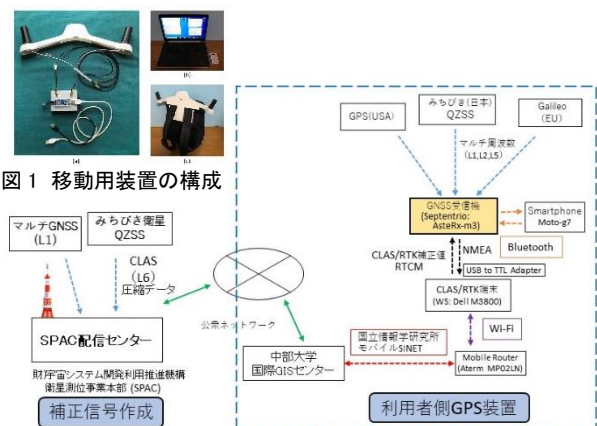 [a]
[b]
[c]
図1 移動用装置の構成
マルチGNSS
(L1)
みちびき衛星
QZSS
CLAS
(L6)
圧縮データ
SPAC配信センター
財)宇宙システム開発利用推進機構
衛星測位事業本部 (SPAC)
補正信号作成
公衆ネットワーク
GPS(USA)
みちびき(日本)
QZSS
Galileo
(EU)
マルチ周波数
(L1,L2,L5)
GNSS受信機
(Septentrio:
AsteRx-m3)
Smartphone
Moto-g7
Bluetooth
CLAS/RTK補正値
RTCM
NMEA
USB to TTL Adapter
CLAS/RTK端末
(WS: Dell M3800)
Wi-Fi
国立情報学研究所
モバイルSINET
中部大学
国際GISセンター
Mobile Router
(Aterm MP02LN)
利用者側GPS装置